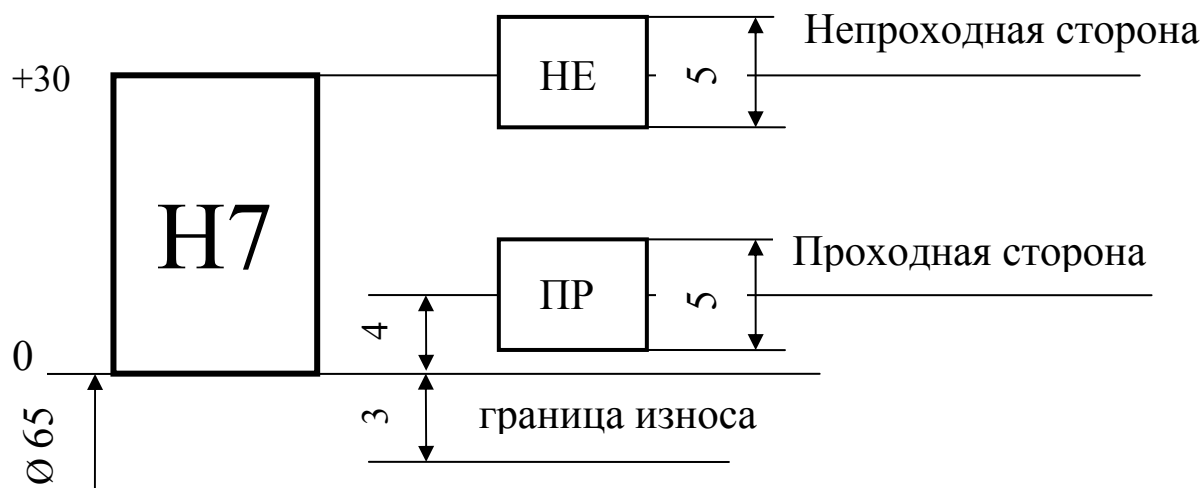 Непроходная сторона
+30
НЕ
5
Н7
Проходная сторона
ПР
5
4
0
3
граница износа
Ø 65